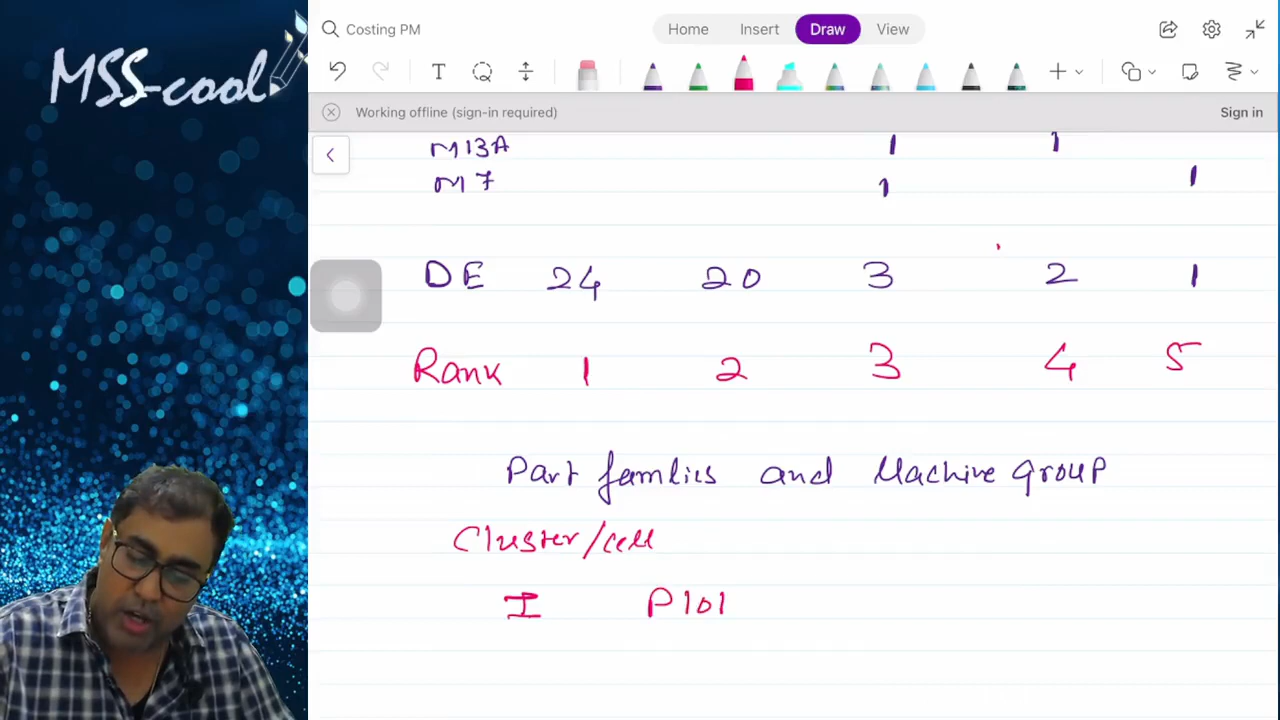 MSS-cool
Costing PM
Home Insert Draw View
T
Working offline (sign-in required) Sign in
M13A 1 1
M7 1 1
DE 24 20 3 2 1
Rank 1 2 3 4 5
Part famlies and Machine group
Cluster/cell
I P101